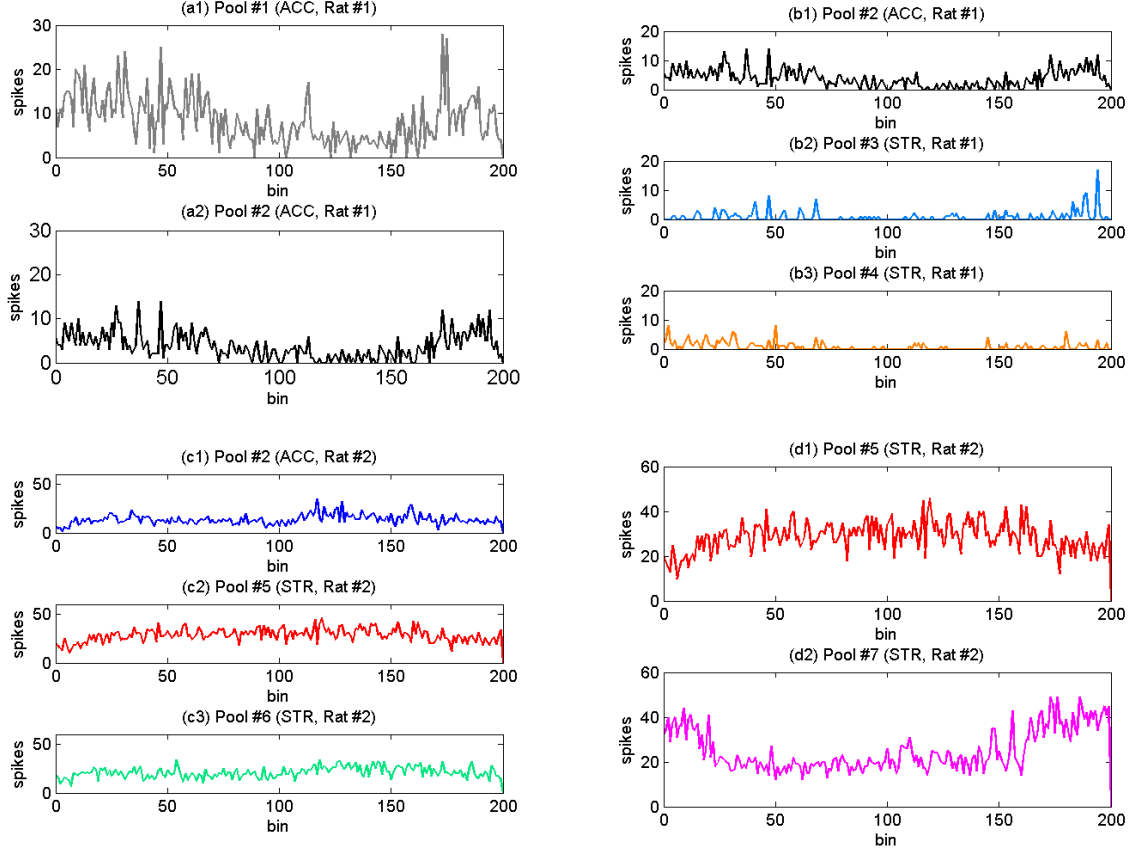 (a1) Pool #1 (ACC, Rat #1)
30
20
10
0
spikes
0 50 100 150 200
bin
(a2) Pool #2 (ACC, Rat #1)
30
20
10
0
spikes
0 50 100 150 200
bin
(b1) Pool #2 (ACC, Rat #1)
20
10
0
spikes
0 50 100 150 200
bin
(b2) Pool #3 (STR, Rat #1)
20
10
0
spikes
0 50 100 150 200
bin
(b3) Pool #4 (STR, Rat #1)
20
10
0
spikes
0 50 100 150 200
bin
(c1) Pool #2 (ACC, Rat #2)
50
0
spikes
0 50 100 150 200
bin
(c2) Pool #5 (STR, Rat #2)
50
0
spikes
0 50 100 150 200
bin
(c3) Pool #6 (STR, Rat #2)
50
0
spikes
0 50 100 150 200
bin
(d1) Pool #5 (STR, Rat #2)
60
40
20
0
spikes
0 50 100 150 200
bin
(d2) Pool #7 (STR, Rat #2)
60
40
20
0
spikes
0 50 100 150 200
bin